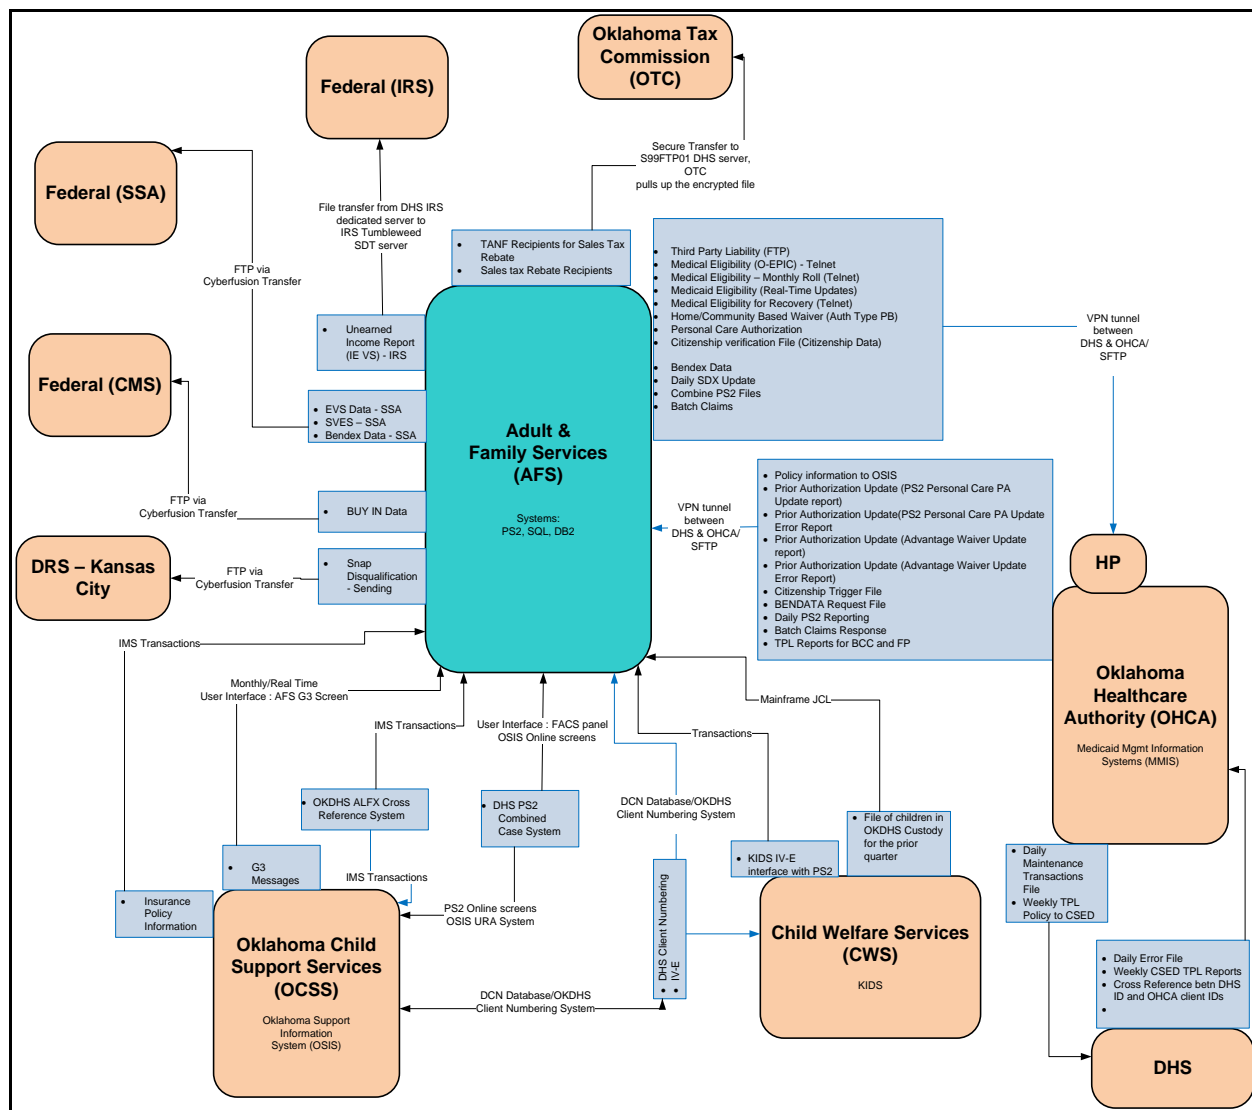 Oklahoma Tax
Commission
(OTC)
Federal (IRS)
Secure Transfer to
S99FTP01 DHS server,
OTC
pulls up the encrypted file
Federal (SSA)
File transfer from DHS IRS
dedicated server to
IRS Tumbleweed
SDT server
FTP via
Cyberfusion Transfer
• TANF Recipients for Sales Tax
Rebate
• Sales tax Rebate Recipients
• Third Party Liability (FTP)
• Medical Eligibility (O-EPIC) - Telnet
• Medical Eligibility – Monthly Roll (Telnet)
• Medicaid Eligibility (Real-Time Updates)
• Medical Eligibility for Recovery (Telnet)
• Home/Community Based Waiver (Auth Type PB)
• Personal Care Authorization
• Citizenship verification File (Citizenship Data)
• Bendex Data
• Daily SDX Update
• Combine PS2 Files
• Batch Claims
VPN tunnel
between
DHS & OHCA/
SFTP
• Unearned
Income Report
(IE VS) - IRS
Federal (CMS)
• EVS Data - SSA
• SVES – SSA
• Bendex Data - SSA
Adult &
Family Services
(AFS)
Systems:
PS2, SQL, DB2
FTP via
Cyberfusion Transfer
• BUY IN Data
VPN tunnel
between
DHS & OHCA/
SFTP
• Policy information to OSIS
• Prior Authorization Update (PS2 Personal Care PA
Update report)
• Prior Authorization Update(PS2 Personal Care PA Update
Error Report
• Prior Authorization Update (Advantage Waiver Update
report)
• Prior Authorization Update (Advantage Waiver Update
Error Report)
• Citizenship Trigger File
• BENDATA Request File
• Daily PS2 Reporting
• Batch Claims Response
• TPL Reports for BCC and FP
HP
DRS – Kansas
City
FTP via
Cyberfusion Transfer
• Snap
Disqualification
- Sending
IMS Transactions
Monthly/Real Time
User Interface : AFS G3 Screen
IMS Transactions
User Interface : FACS panel
OSIS Online screens
Transactions
Mainframe JCL
Oklahoma
Healthcare
Authority (OHCA)
Medicaid Mgmt Information
Systems (MMIS)
• OKDHS ALFX Cross
Reference System
• DHS PS2
Combined
Case System
DCN Database/OKDHS
Client Numbering System
• File of children in
OKDHS Custody
for the prior
quarter
• KIDS IV-E
interface with PS2
• G3
Messages
IMS Transactions
• Insurance
Policy
Information
PS2 Online screens
OSIS URA System
• DHS Client Numbering
• IV-E
• Daily
Maintenance
Transactions
File
• Weekly TPL
Policy to CSED
Oklahoma Child
Support Services
(OCSS)
Oklahoma Support
Information
System (OSIS)
Child Welfare Services
(CWS)
KIDS
DCN Database/OKDHS
Client Numbering System
• Daily Error File
• Weekly CSED TPL Reports
• Cross Reference betn DHS
ID and OHCA client IDs
•
DHS